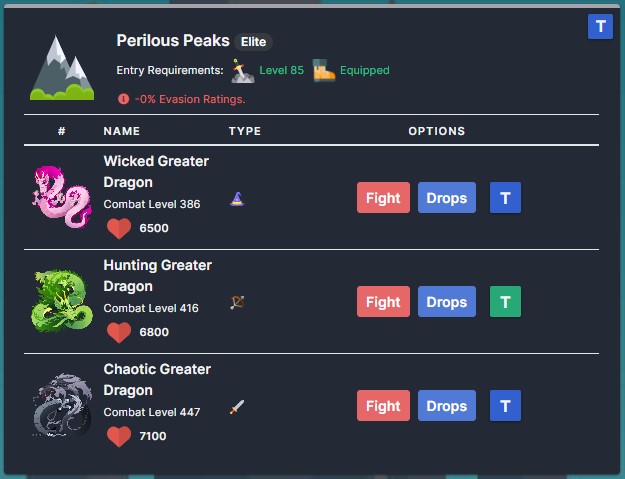 Perilous Peaks Elite T
Entry Requirements: Level 85 Equipped
-0% Evasion Ratings.
# NAME TYPE OPTIONS
Wicked Greater
Dragon
Combat Level 386
6500
Fight Drops T
Hunting Greater
Dragon
Combat Level 416
6800
Fight Drops T
Chaotic Greater
Dragon
Combat Level 447
7100
Fight Drops T